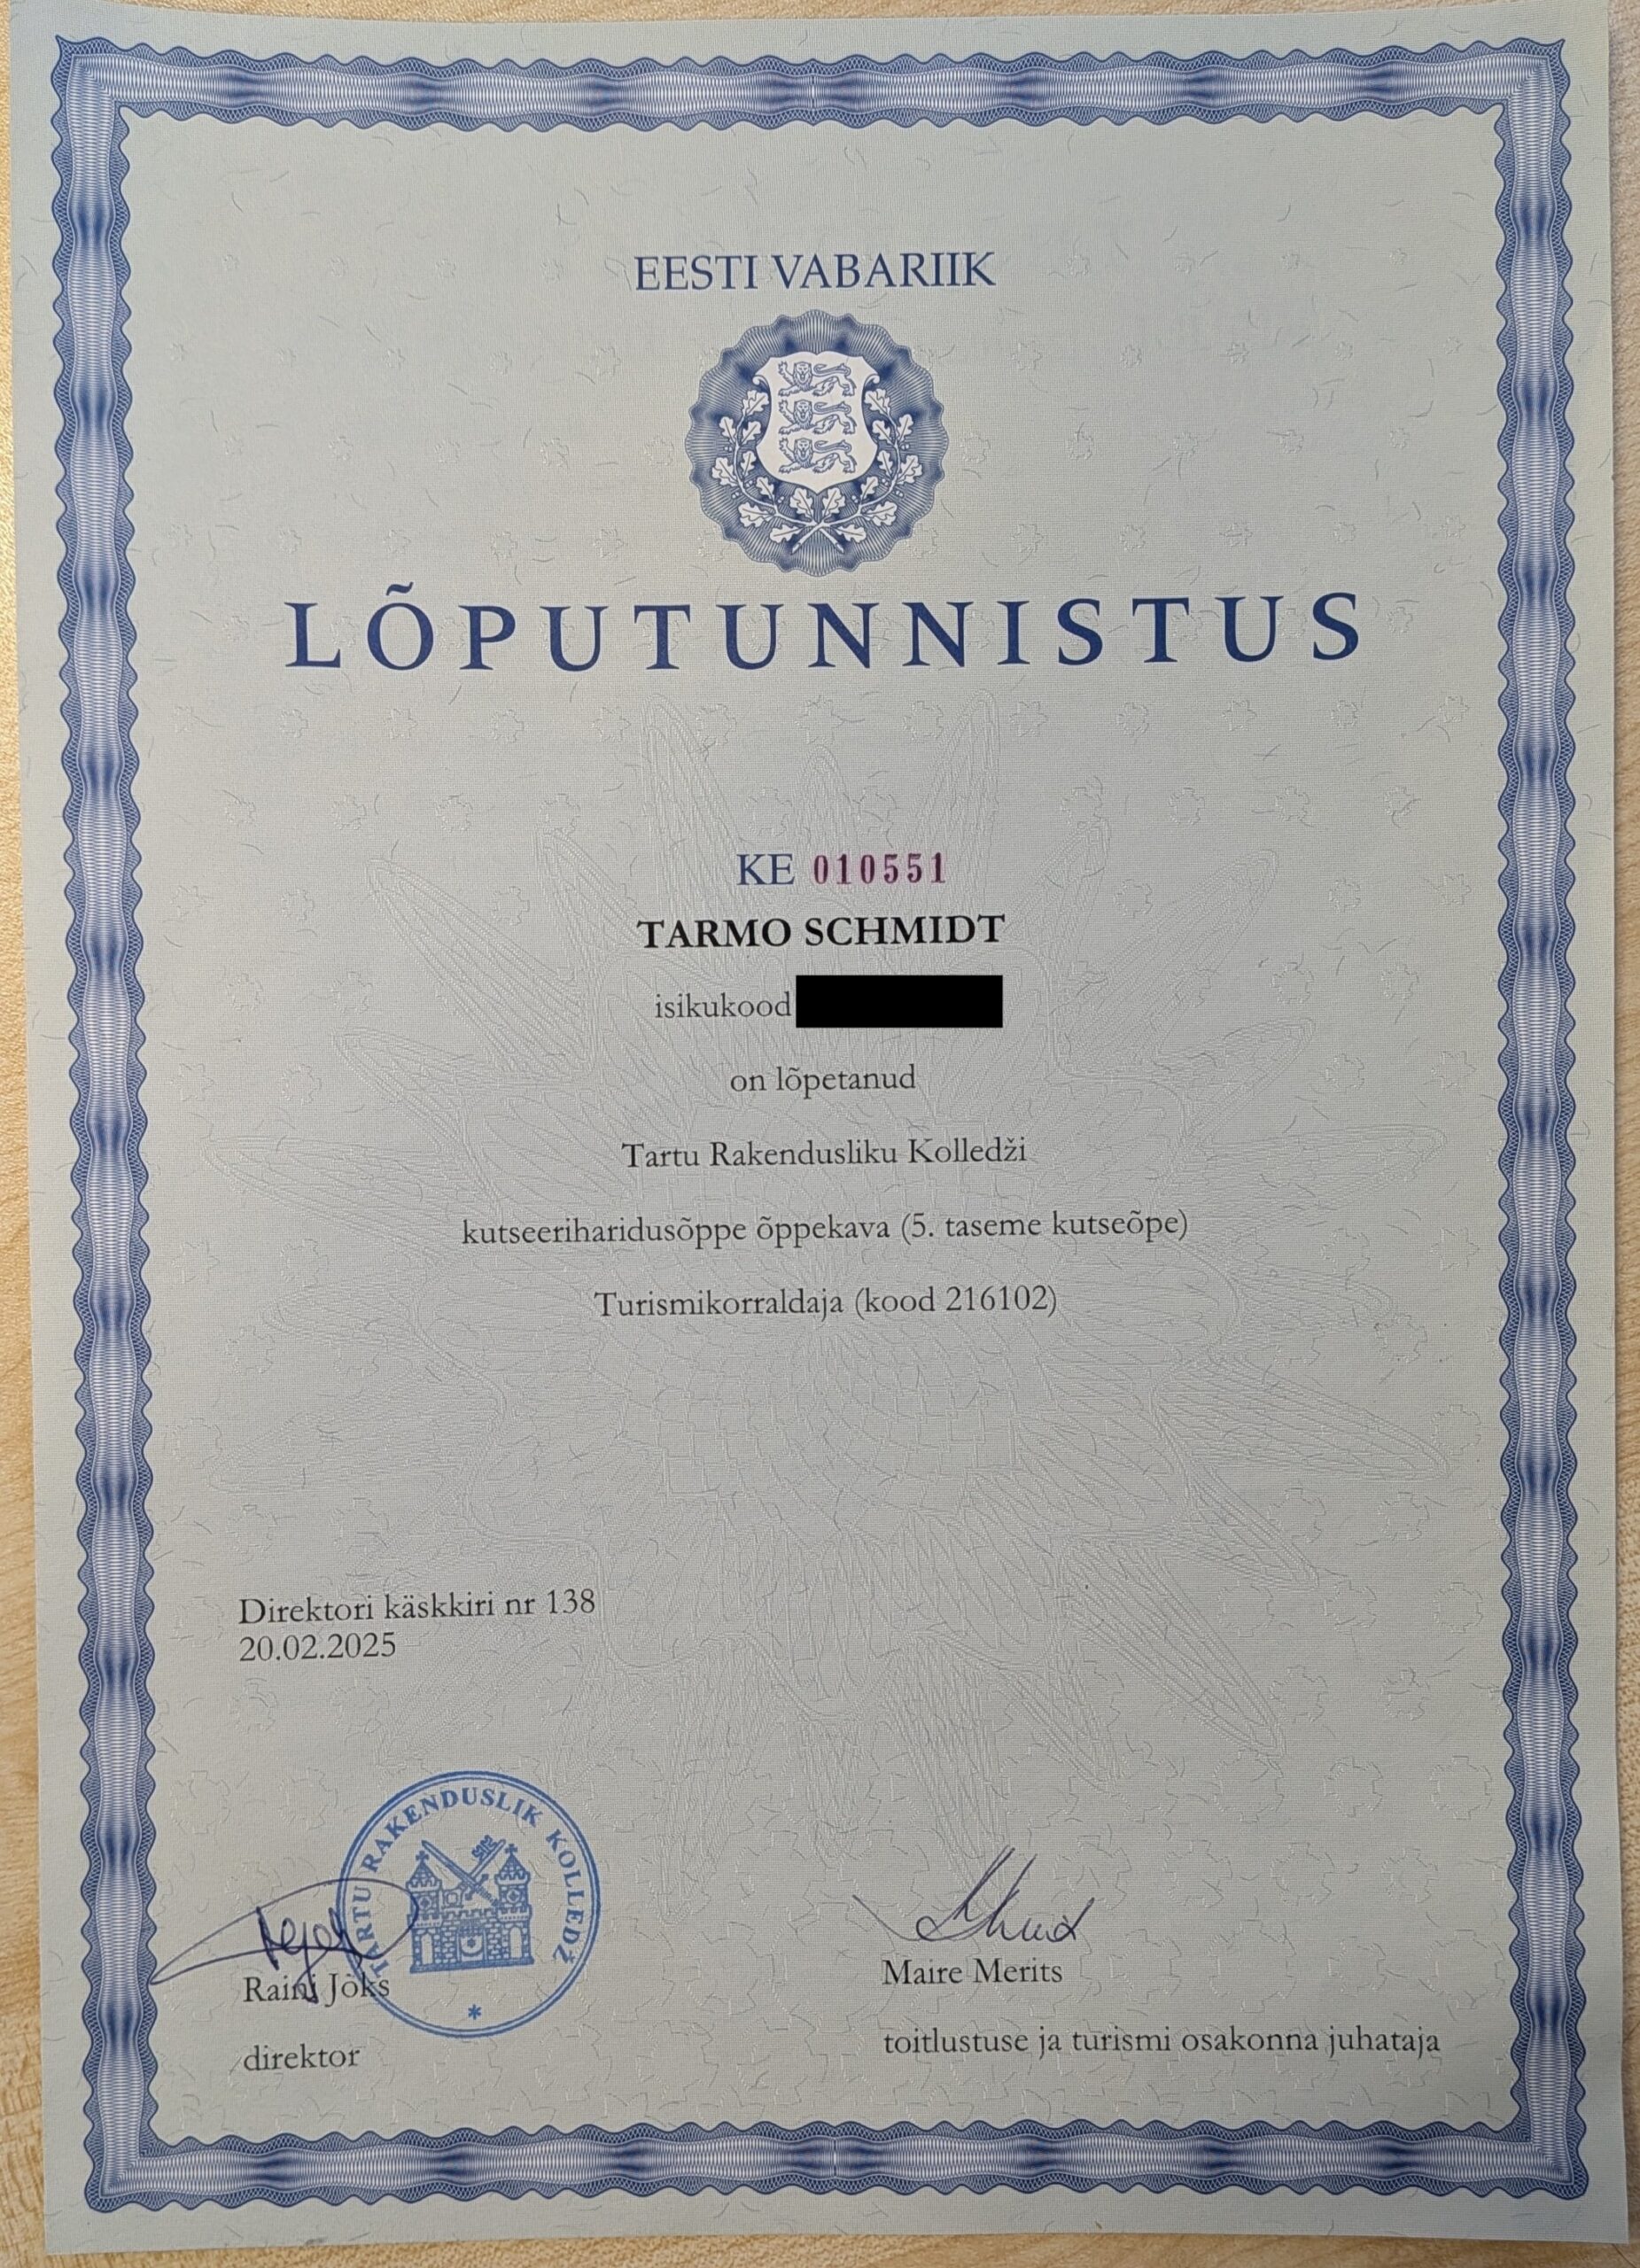 EESTI VABARIIK
LÕPUTUNNISTUS
KE 010551
TARMO SCHMIDT
isikukood
on lõpetanud
Tartu Rakendusliku Kolledži
kutseeriharidusõppe õppekava (5. taseme kutseõpe)
Turismikorraldaja (kood 216102)
Direktori käskkiri nr 138
20.02.2025
TARTU RAKENDUSLIK KOLLEDŽ
Raini Jõks
direktor
Maire Merits
toitlustuse ja turismi osakonna juhataja